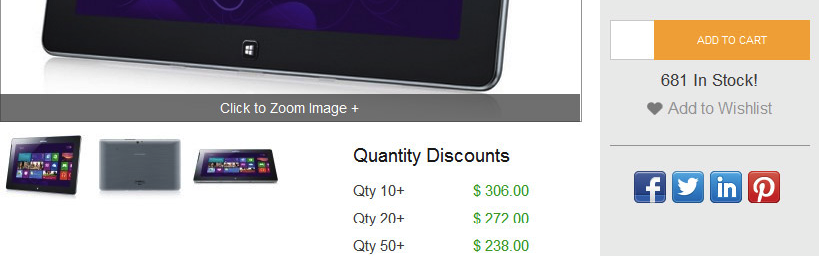 Click to Zoom Image +
Quantity Discounts
Qty 10+ $ 306.00
Qty 20+ $ 272.00
Qty 50+ $ 238.00
ADD TO CART
681 In Stock!
Add to Wishlist